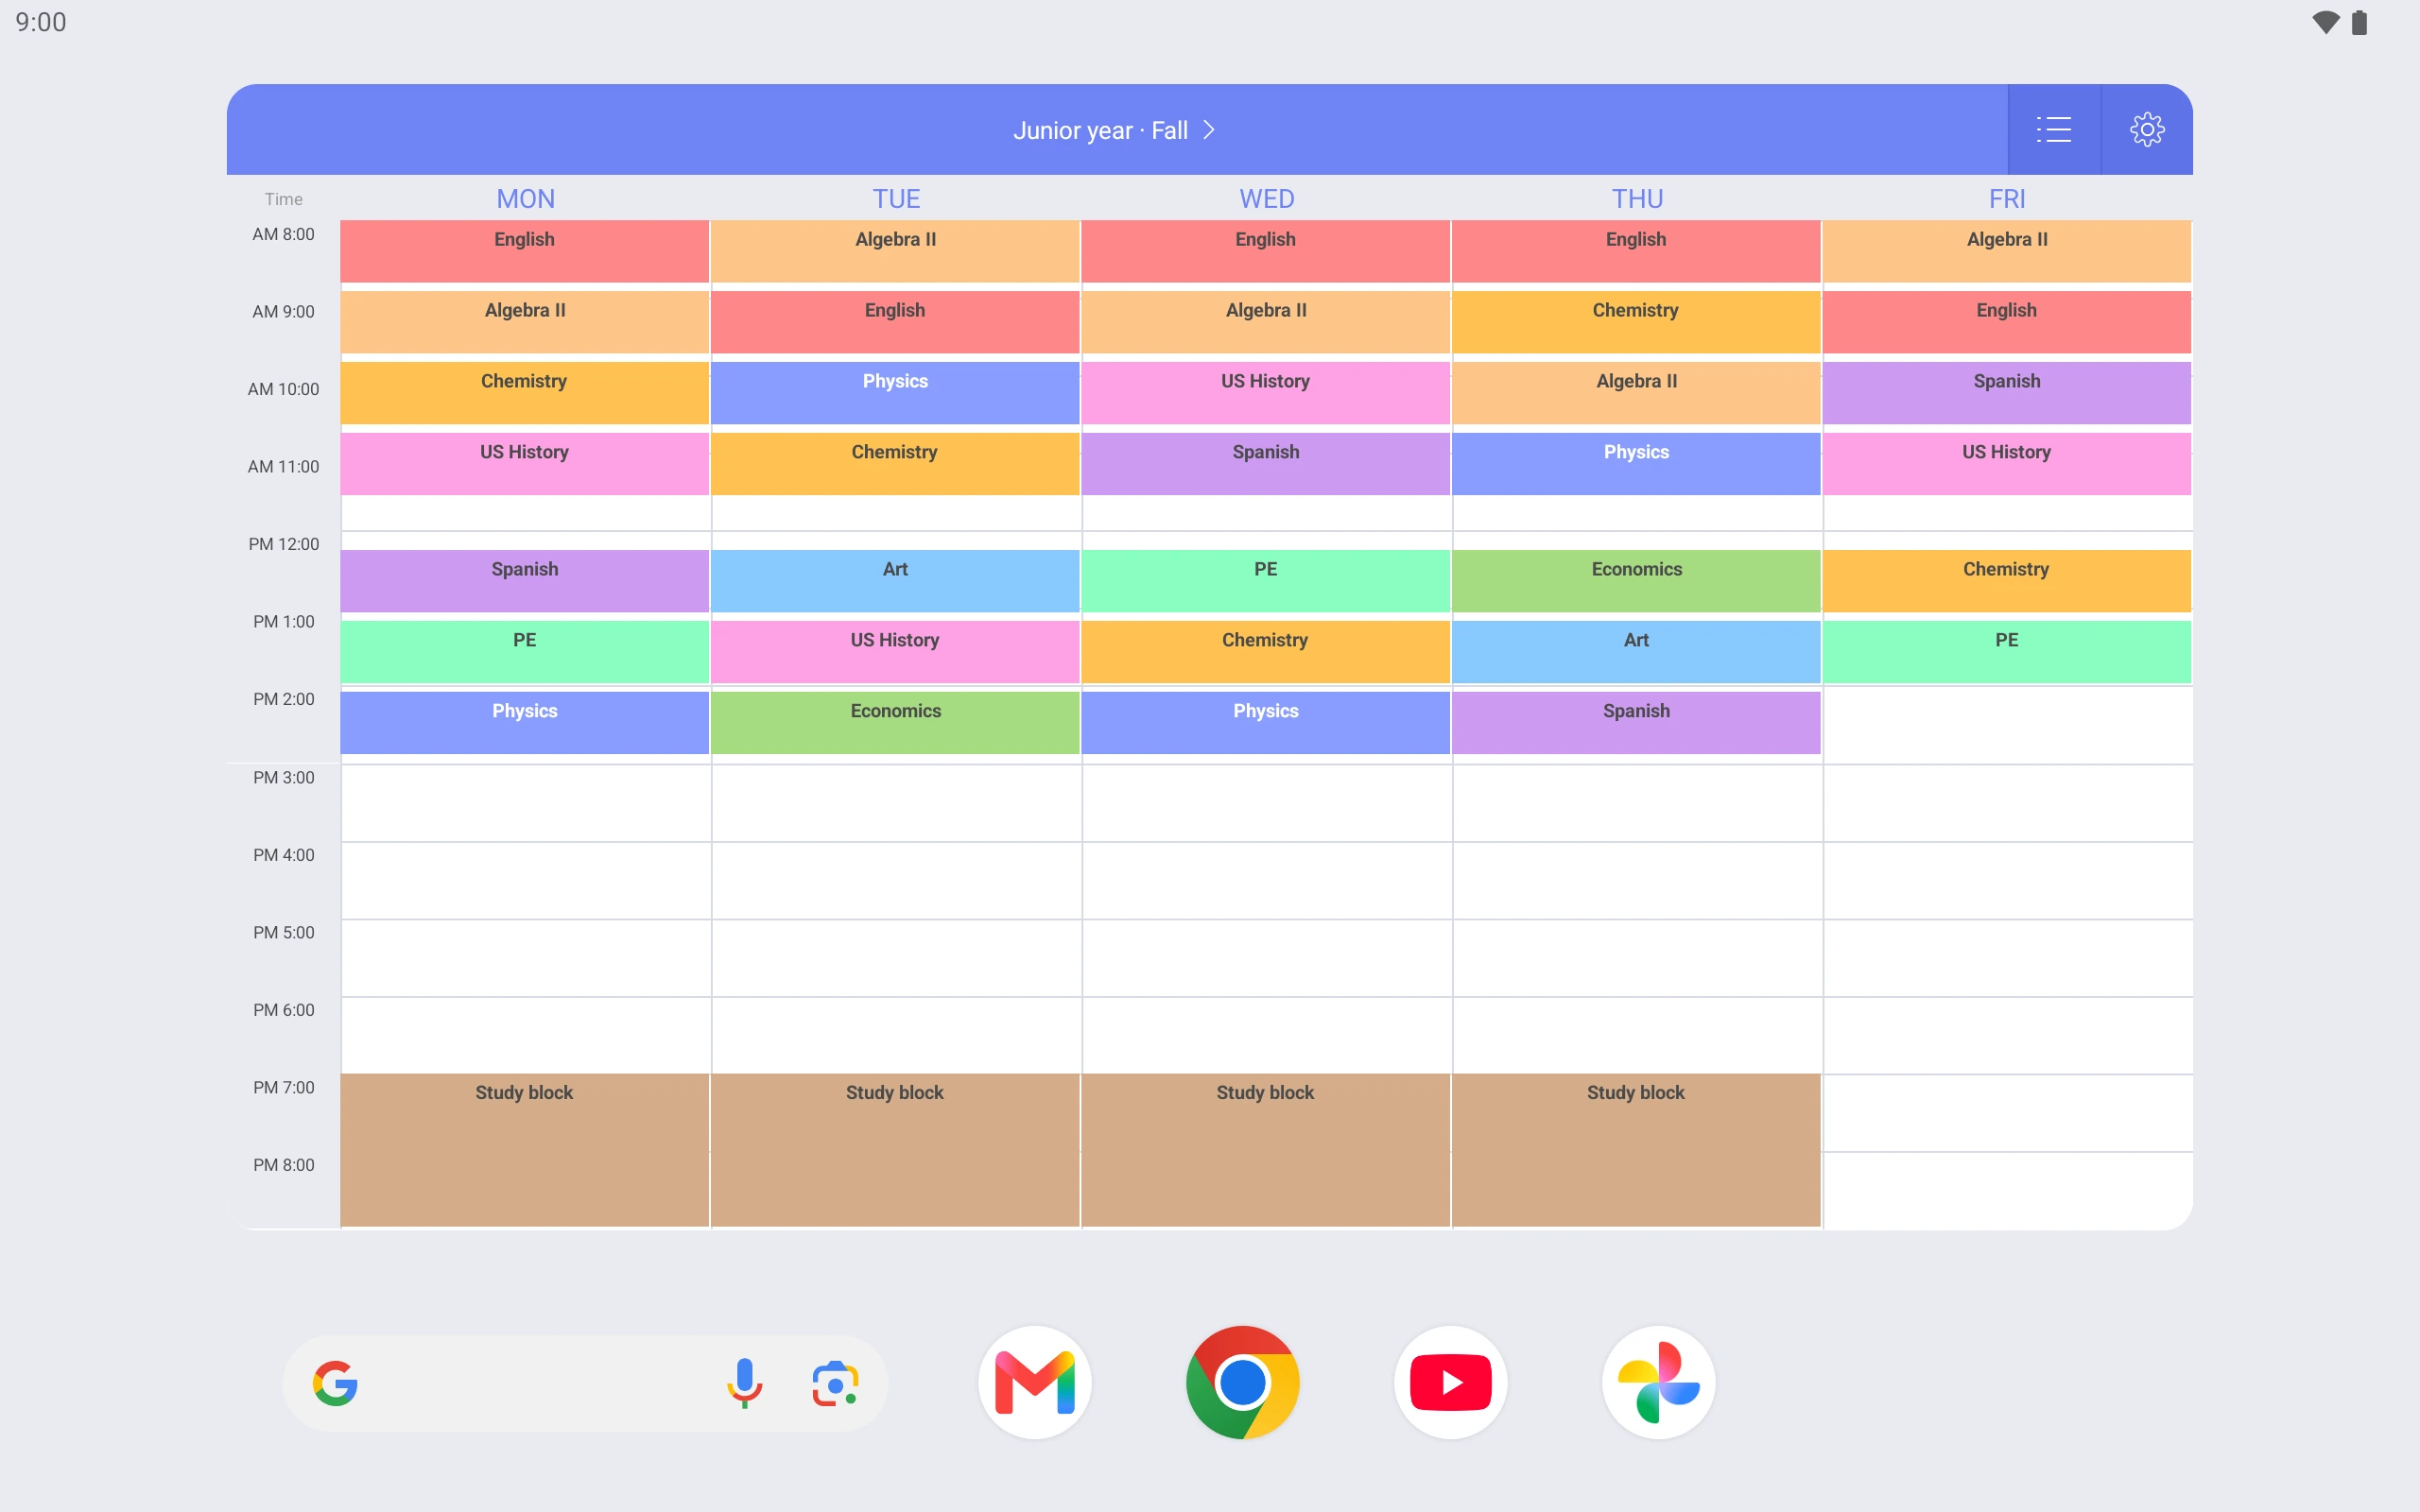 9:00
Junior year · Fall
Time MON TUE WED THU FRI
AM 8:00 English Algebra II English English Algebra II
AM 9:00 Algebra II English Algebra II Chemistry English
AM 10:00 Chemistry Physics US History Algebra II Spanish
AM 11:00 US History Chemistry Spanish Physics US History
PM 12:00 Spanish Art PE Economics Chemistry
PM 1:00 PE US History Chemistry Art PE
PM 2:00 Physics Economics Physics Spanish
PM 3:00
PM 4:00
PM 5:00
PM 6:00
PM 7:00 Study block Study block Study block Study block
PM 8:00